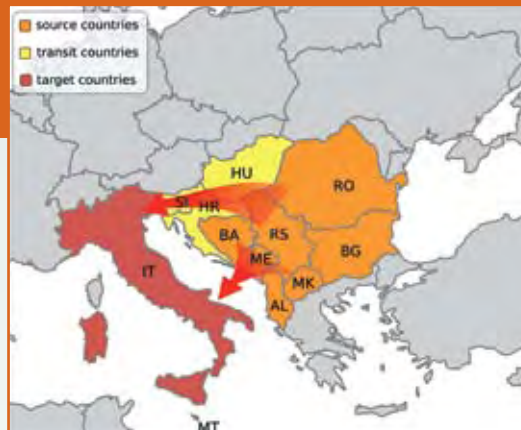 source countries
transit countries
target countries
HU
RO
SI
HR
BA
RS
BG
ME
IT
MK
AL
MT